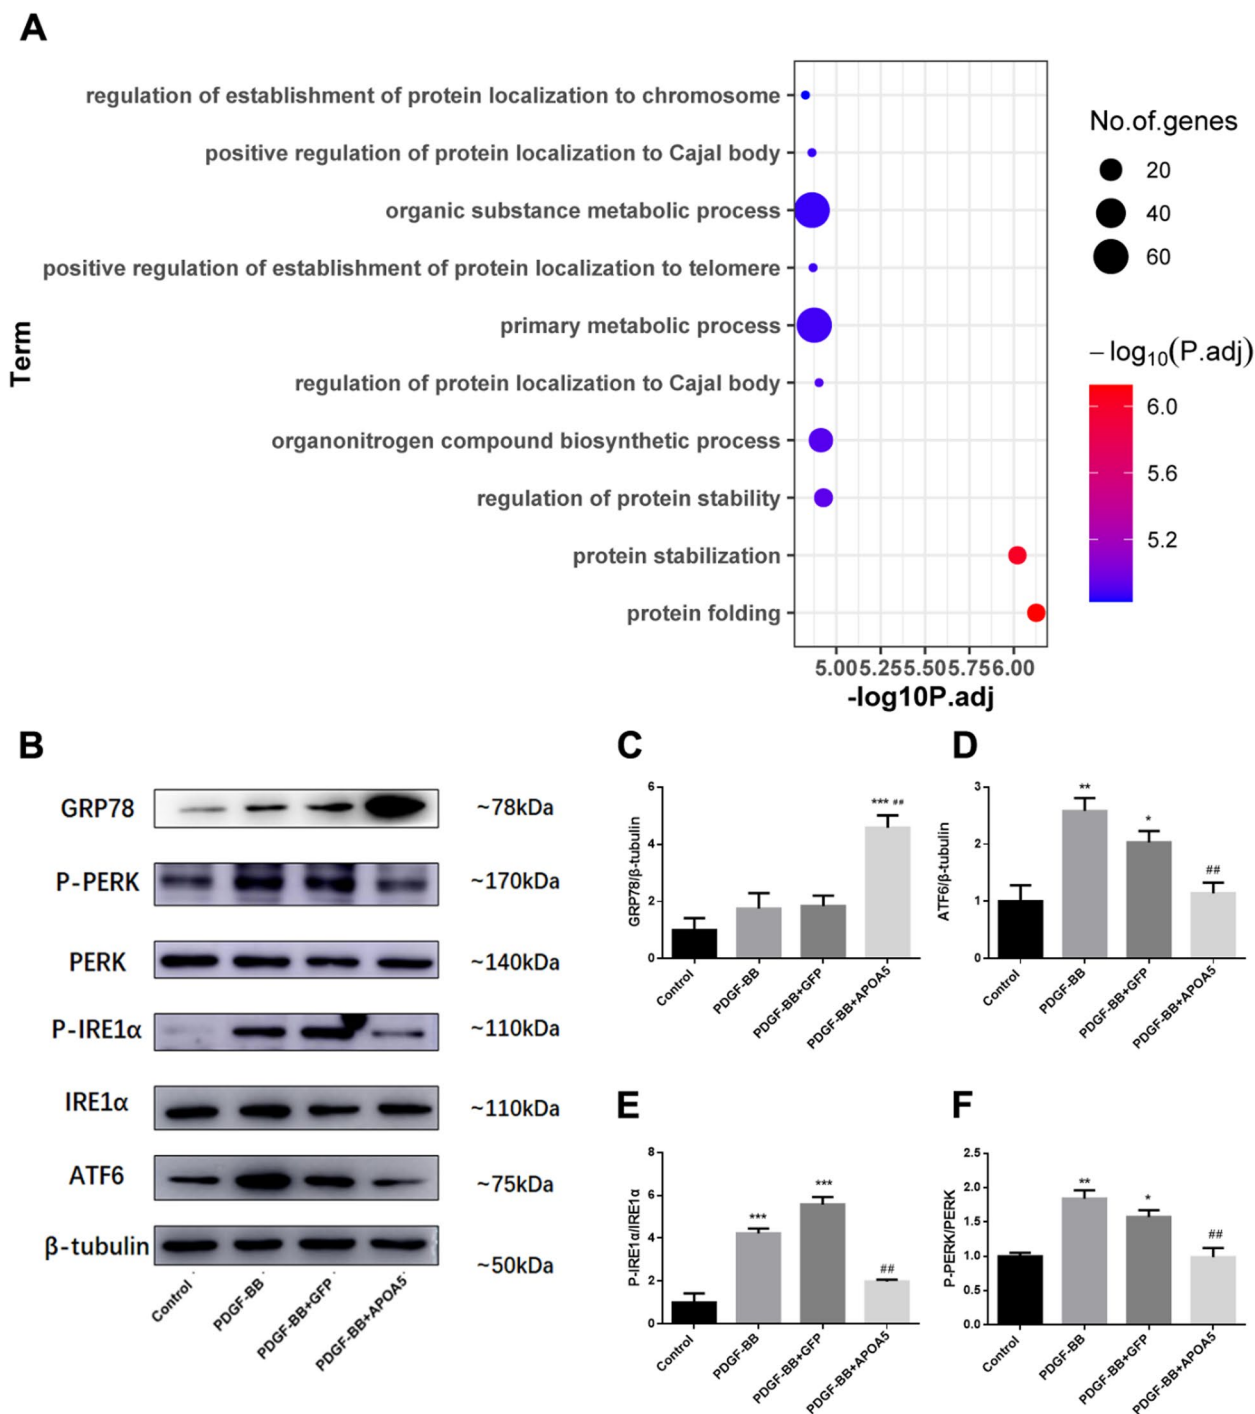 A
Term
regulation of establishment of protein localization to chromosome
positive regulation of protein localization to Cajal body
organic substance metabolic process
positive regulation of establishment of protein localization to telomere
primary metabolic process
regulation of protein localization to Cajal body
organonitrogen compound biosynthetic process
regulation of protein stability
protein stabilization
protein folding
5.00 5.25 5.50 5.75 6.00
-log10P.adj
No.of.genes
20
40
60
– log10(P.adj)
6.0
5.6
5.2
B
GRP78 ~78kDa
P-PERK ~170kDa
PERK ~140kDa
P-IRE1α ~110kDa
IRE1α ~110kDa
ATF6 ~75kDa
β-tubulin ~50kDa
Control
PDGF-BB
PDGF-BB+GFP
PDGF-BB+APOA5
C
GRP78/β-tubulin
6
4
2
0
*** ##
Control
PDGF-BB
PDGF-BB+GFP
PDGF-BB+APOA5
D
ATF6/β-tubulin
3
2
1
0
**
*
##
Control
PDGF-BB
PDGF-BB+GFP
PDGF-BB+APOA5
E
P-IRE1α/IRE1α
8
6
4
2
0
***
***
##
Control
PDGF-BB
PDGF-BB+GFP
PDGF-BB+APOA5
F
P-PERK/PERK
2.5
2.0
1.5
1.0
0.5
0.0
**
*
##
Control
PDGF-BB
PDGF-BB+GFP
PDGF-BB+APOA5